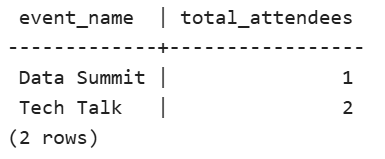 event_name | total_attendees
-------------+-----------------
Data Summit | 1
Tech Talk | 2
(2 rows)